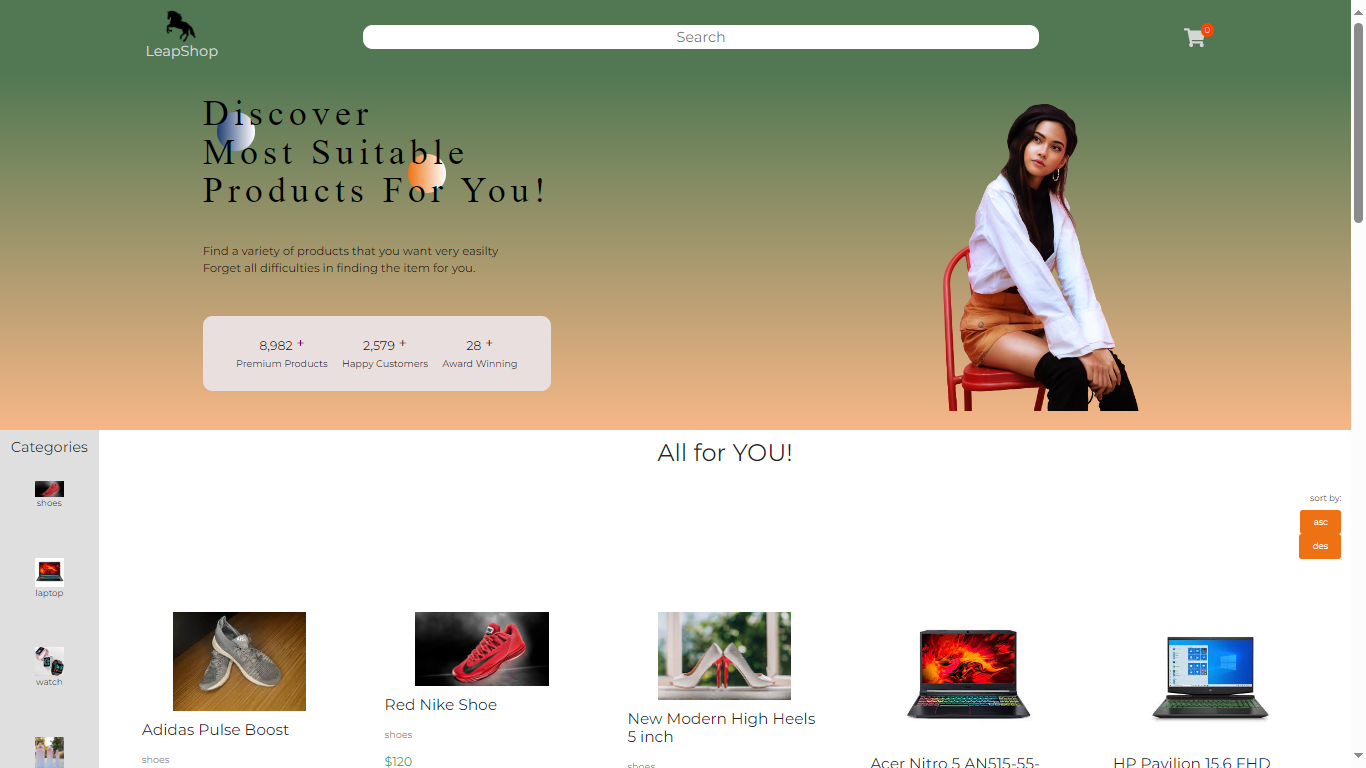 LeapShop
Search
0
Discover
Most Suitable
Products For You!
Find a variety of products that you want very easilty
Forget all difficulties in finding the item for you.
8,982 +
Premium Products
2,579 +
Happy Customers
28 +
Award Winning
Categories
shoes
laptop
watch
All for YOU!
sort by:
asc
des
Adidas Pulse Boost
shoes
Red Nike Shoe
shoes
$120
New Modern High Heels
5 inch
shoes
Acer Nitro 5 AN515-55-
HP Pavilion 15.6 FHD